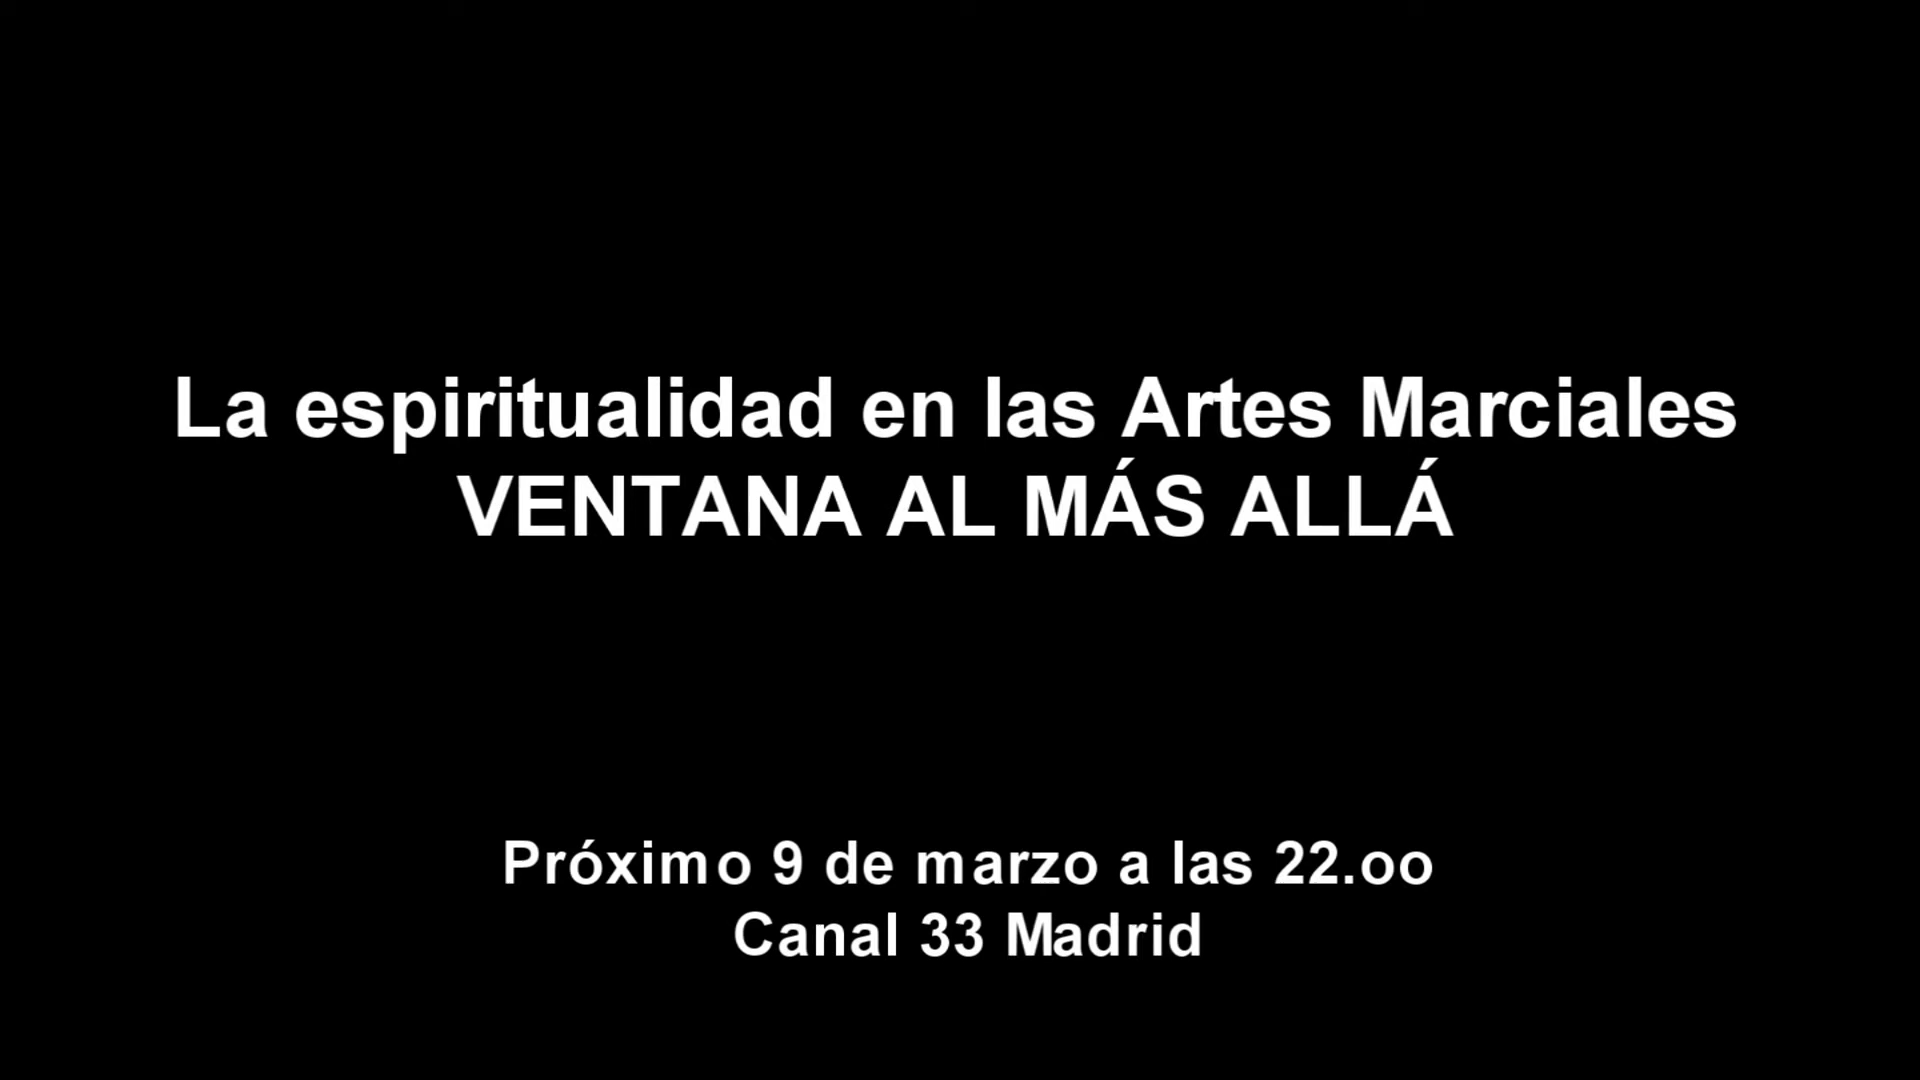 La espiritualidad en las Artes Marciales
VENTANA AL MÁS ALLÁ
Próximo 9 de marzo a las 22.oo
Canal 33 Madrid